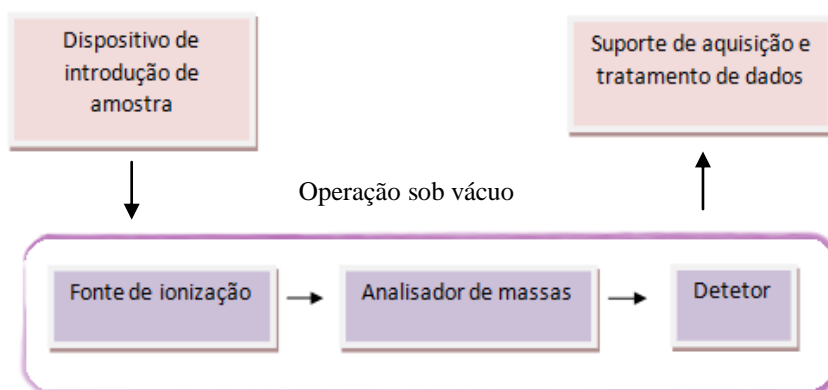 Dispositivo de
introdução de
amostra
Suporte de aquisição e
tratamento de dados
Operação sob vácuo
Fonte de ionização
Analisador de massas
Detetor